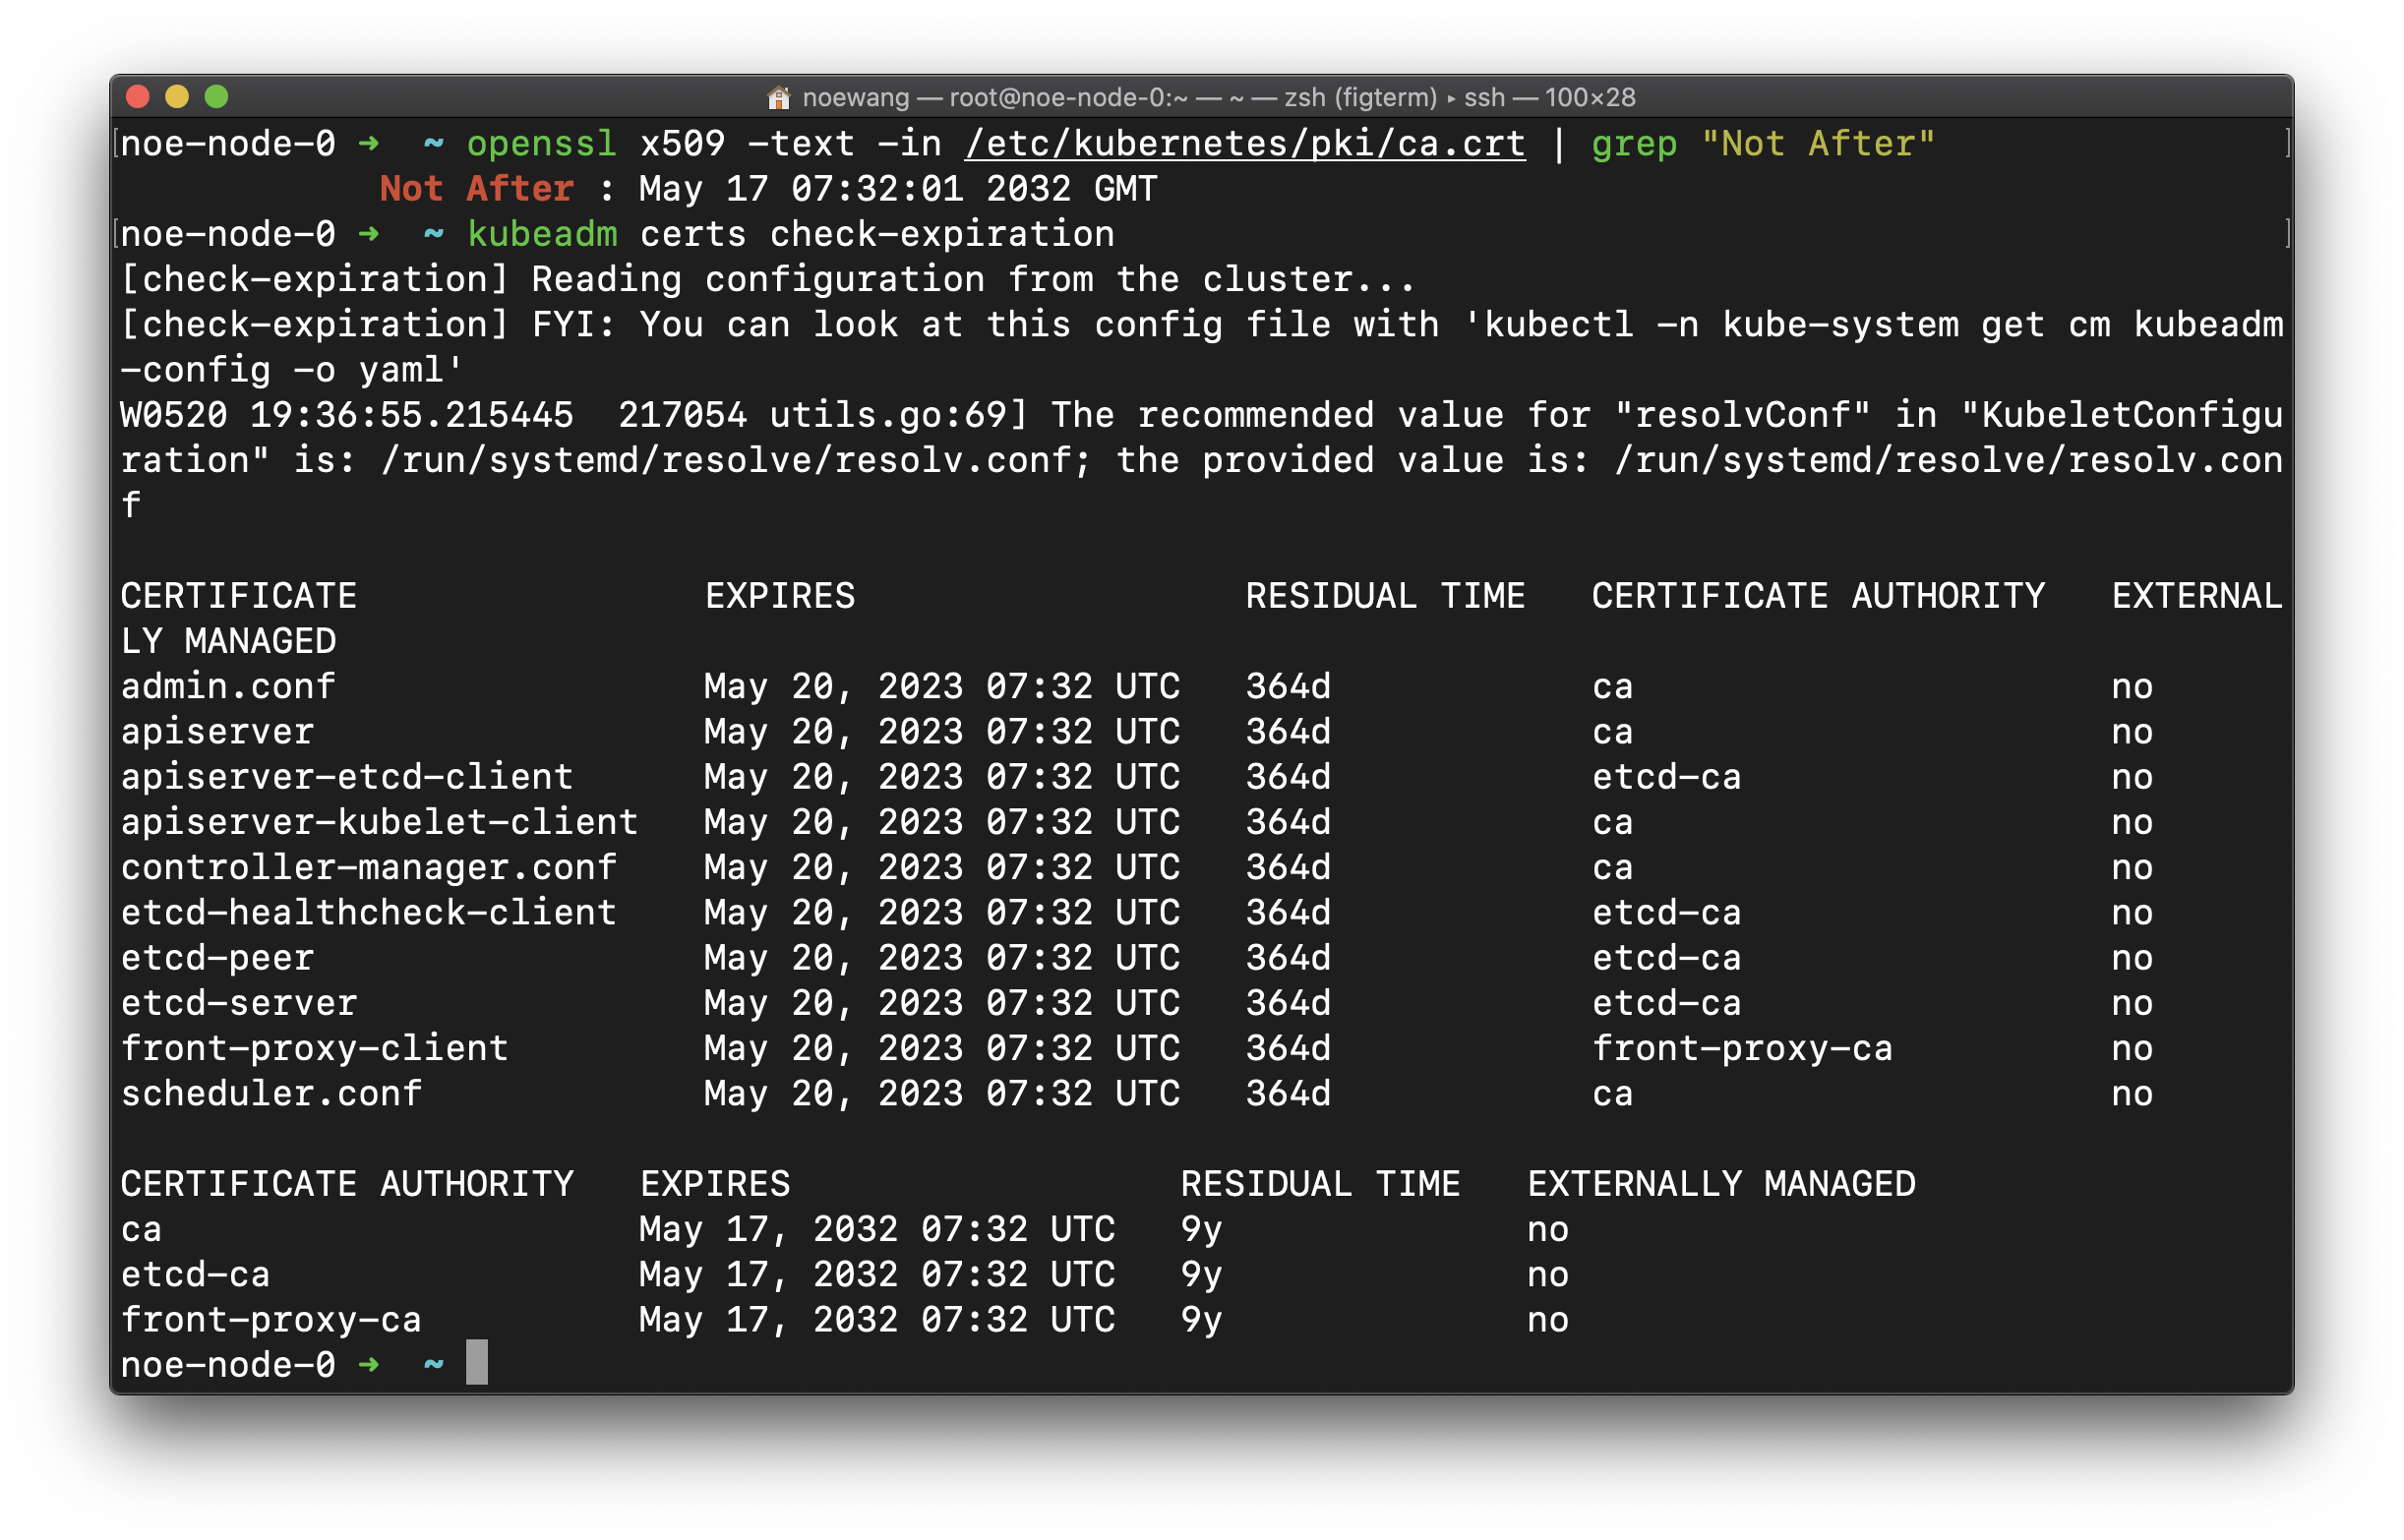 noewang — root@noe-node-0:~ — ~ — zsh (figterm) ▸ ssh — 100×28
[noe-node-0 ➜  ~ openssl x509 -text -in /etc/kubernetes/pki/ca.crt | grep "Not After" ]
            Not After : May 17 07:32:01 2032 GMT
[noe-node-0 ➜  ~ kubeadm certs check-expiration ]
[check-expiration] Reading configuration from the cluster...
[check-expiration] FYI: You can look at this config file with 'kubectl -n kube-system get cm kubeadm
-config -o yaml'
W0520 19:36:55.215445  217054 utils.go:69] The recommended value for "resolvConf" in "KubeletConfigu
ration" is: /run/systemd/resolve/resolv.conf; the provided value is: /run/systemd/resolve/resolv.con
f
CERTIFICATE                EXPIRES                  RESIDUAL TIME   CERTIFICATE AUTHORITY   EXTERNAL
LY MANAGED
admin.conf                 May 20, 2023 07:32 UTC   364d            ca                      no
apiserver                  May 20, 2023 07:32 UTC   364d            ca                      no
apiserver-etcd-client      May 20, 2023 07:32 UTC   364d            etcd-ca                 no
apiserver-kubelet-client   May 20, 2023 07:32 UTC   364d            ca                      no
controller-manager.conf    May 20, 2023 07:32 UTC   364d            ca                      no
etcd-healthcheck-client    May 20, 2023 07:32 UTC   364d            etcd-ca                 no
etcd-peer                  May 20, 2023 07:32 UTC   364d            etcd-ca                 no
etcd-server                May 20, 2023 07:32 UTC   364d            etcd-ca                 no
front-proxy-client         May 20, 2023 07:32 UTC   364d            front-proxy-ca          no
scheduler.conf             May 20, 2023 07:32 UTC   364d            ca                      no
CERTIFICATE AUTHORITY   EXPIRES                  RESIDUAL TIME   EXTERNALLY MANAGED
ca                      May 17, 2032 07:32 UTC   9y              no
etcd-ca                 May 17, 2032 07:32 UTC   9y              no
front-proxy-ca          May 17, 2032 07:32 UTC   9y              no
noe-node-0 ➜  ~